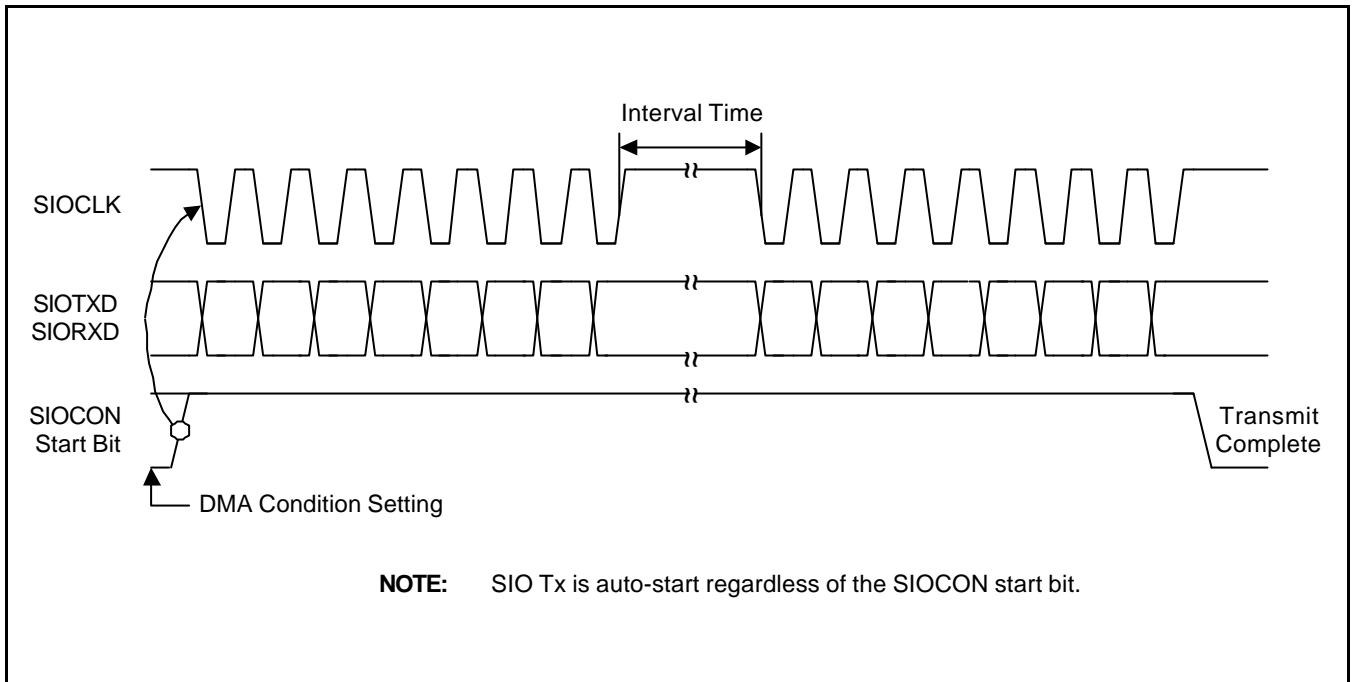 Interval Time
SIOCLK
SIOTXD
SIORXD
SIOCON
Start Bit
Transmit
Complete
DMA Condition Setting
NOTE: SIO Tx is auto-start regardless of the SIOCON start bit.